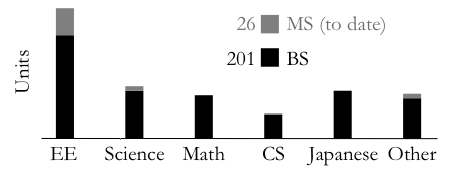 26 MS (to date)
201 BS
Units
EE Science Math CS Japanese Other